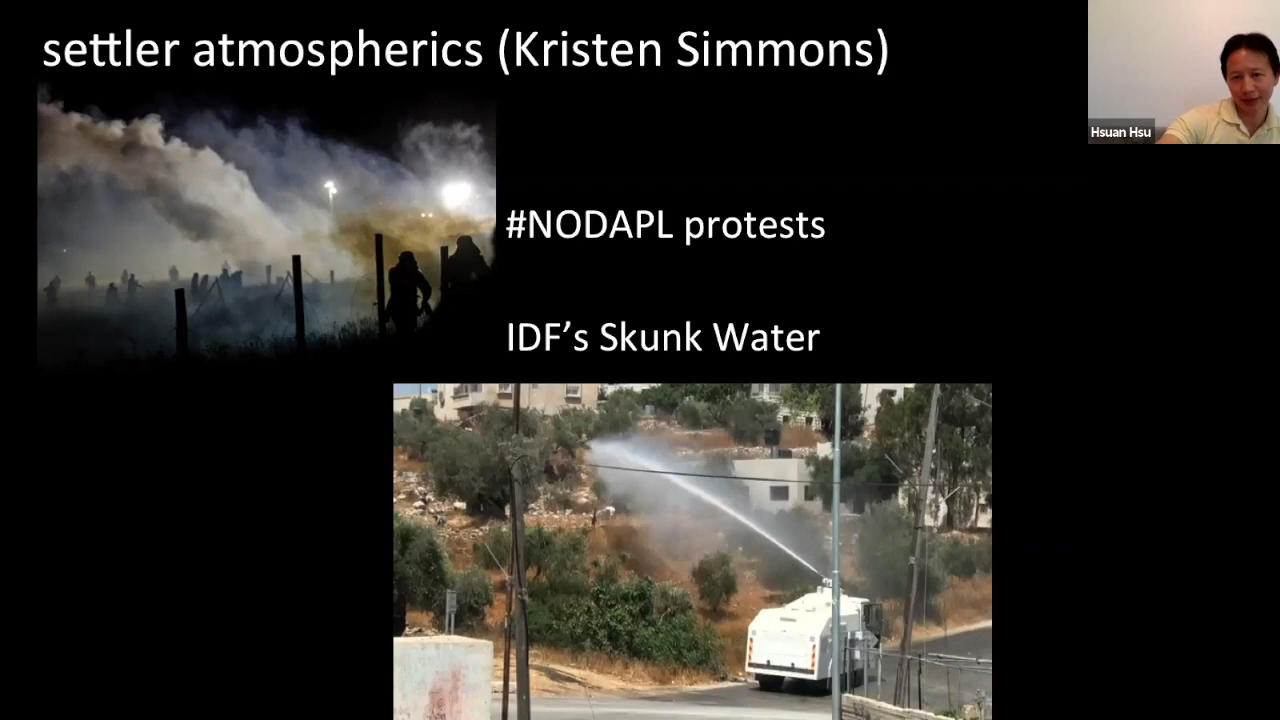 settler atmospherics (Kristen Simmons)
Hsuan Hsu
#NODAPL protests
IDF’s Skunk Water